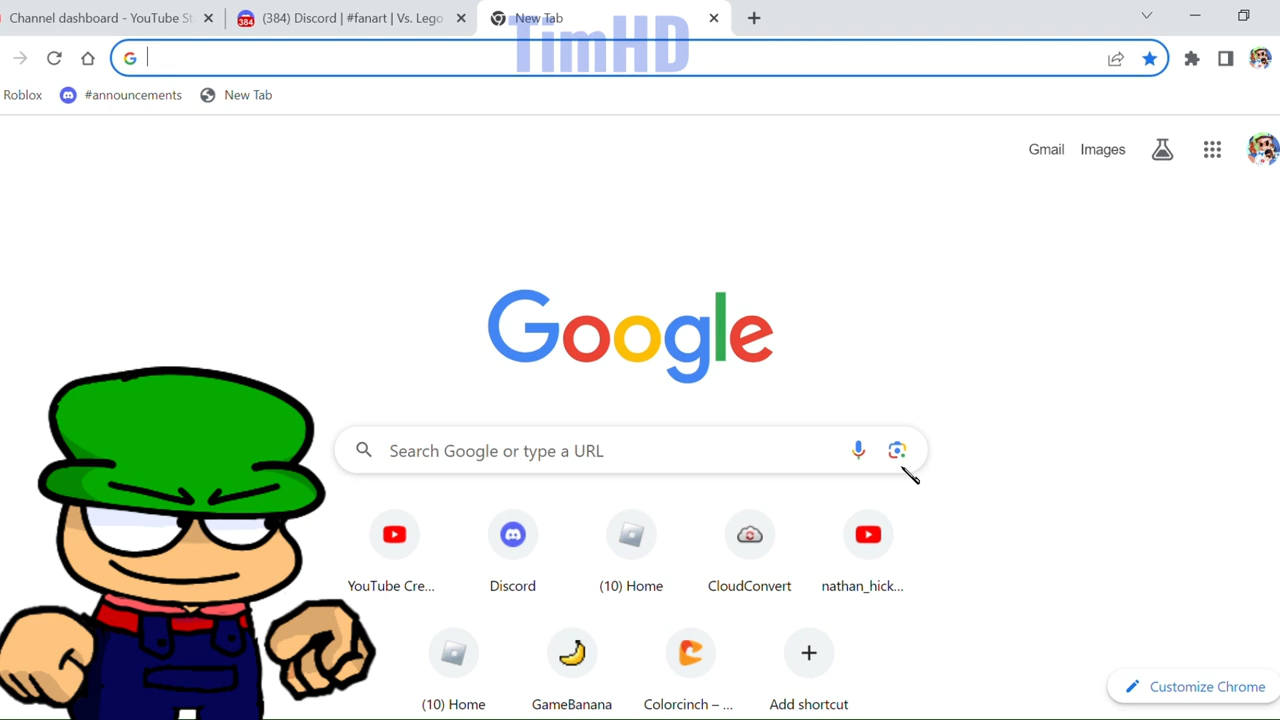 Channel dashboard - YouTube St
(384) Discord | #fanart | Vs. Lego
New Tab
384
TimHD
Roblox
#announcements
New Tab
Gmail
Images
Google
Search Google or type a URL
YouTube Cre...
Discord
(10) Home
CloudConvert
nathan_hick...
(10) Home
GameBanana
Colorcinch – ...
Add shortcut
Customize Chrome